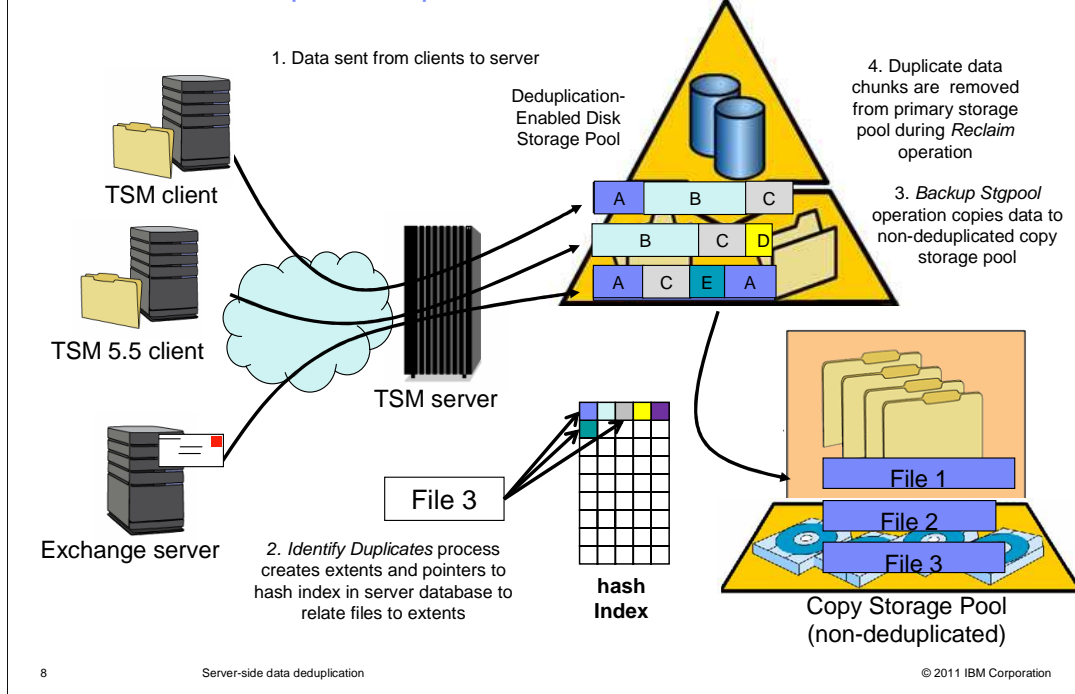 1. Data sent from clients to server
TSM client
TSM 5.5 client
Exchange server
TSM server
Deduplication-
Enabled Disk
Storage Pool
A B C
B C D
A C E A
4. Duplicate data
chunks are removed
from primary storage
pool during Reclaim
operation
3. Backup Stgpool
operation copies data to
non-deduplicated copy
storage pool
File 3
2. Identify Duplicates process
creates extents and pointers to
hash index in server database to
relate files to extents
hash
Index
File 1
File 2
File 3
Copy Storage Pool
(non-deduplicated)
8
Server-side data deduplication
© 2011 IBM Corporation